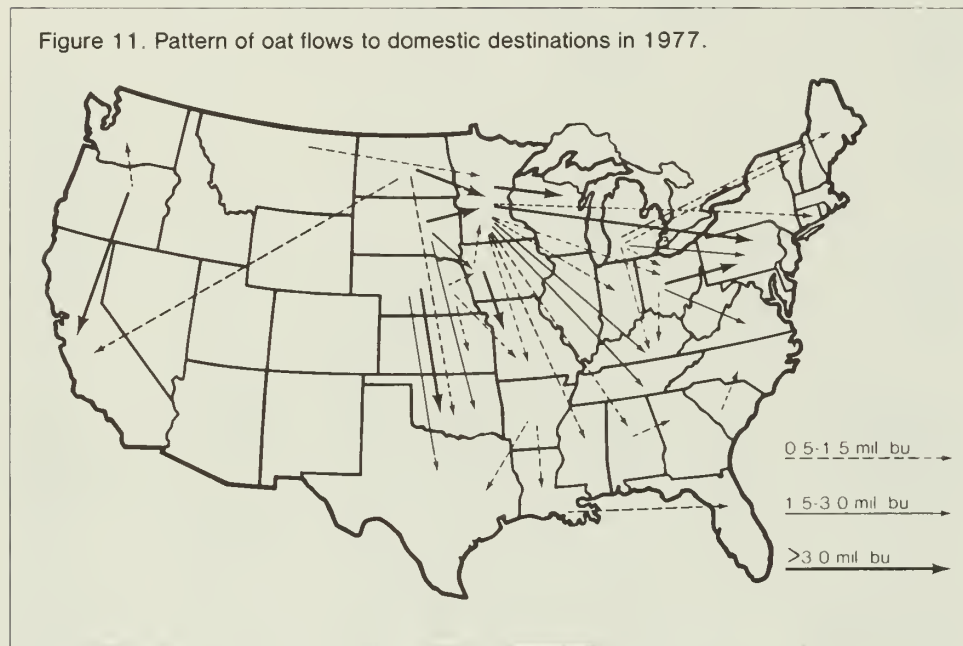 Figure 11. Pattern of oat flows to domestic destinations in 1977.
0 5-1 5 mil bu
1 5-3 0 mil bu
>3 0 mil bu